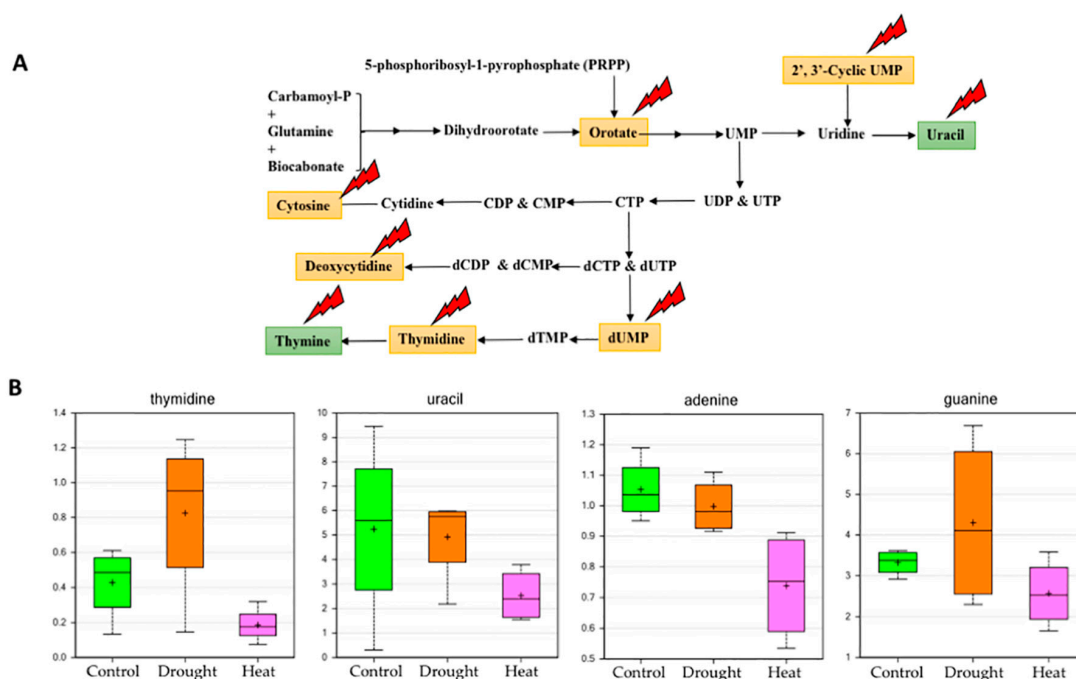 A
5-phosphoribosyl-1-pyrophosphate (PRPP)
2’, 3’-Cyclic UMP
Carbamoyl-P
+
Glutamine
+
Biocabonate
Dihydroorotate
Orotate
UMP
Uridine
Uracil
Cytosine
Cytidine
CDP & CMP
CTP
UDP & UTP
Deoxycytidine
dCDP & dCMP
dCTP & dUTP
Thymine
Thymidine
dTMP
dUMP
B
thymidine
1.4
1.2
1.0
0.8
0.6
0.4
0.2
0.0
Control Drought Heat
uracil
10
9
8
7
6
5
4
3
2
1
0
Control Drought Heat
adenine
1.3
1.2
1.1
1.0
0.9
0.8
0.7
0.6
0.5
Control Drought Heat
guanine
7
6
5
4
3
2
1
Control Drought Heat